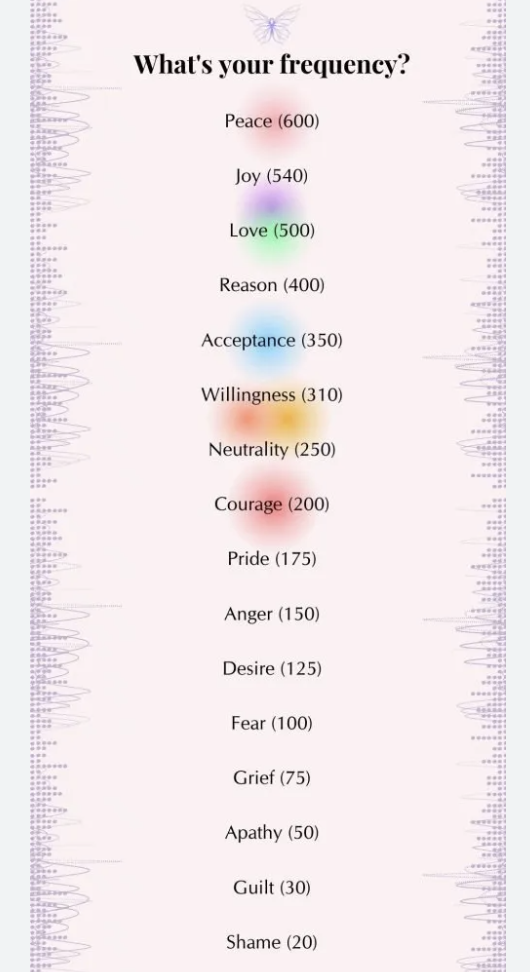 What's your frequency?
Peace (600)
Joy (540)
Love (500)
Reason (400)
Acceptance (350)
Willingness (310)
Neutrality (250)
Courage (200)
Pride (175)
Anger (150)
Desire (125)
Fear (100)
Grief (75)
Apathy (50)
Guilt (30)
Shame (20)